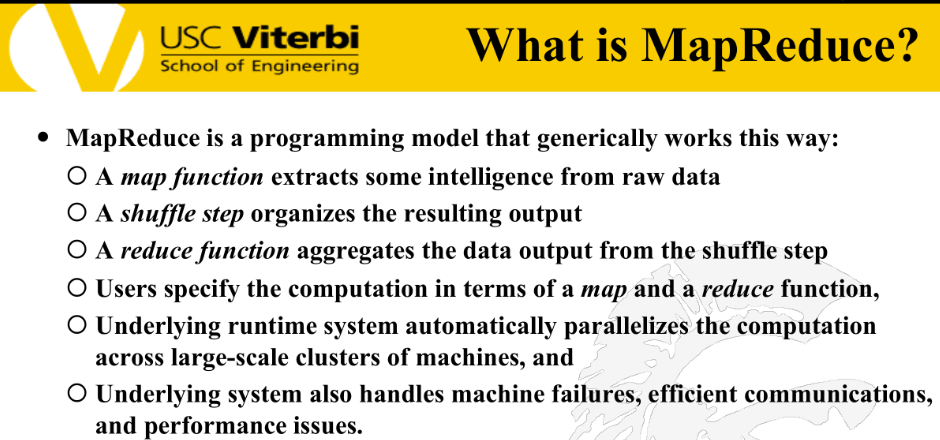 USC Viterbi
School of Engineering
What is MapReduce?
• MapReduce is a programming model that generically works this way:
○ A map function extracts some intelligence from raw data
○ A shuffle step organizes the resulting output
○ A reduce function aggregates the data output from the shuffle step
○ Users specify the computation in terms of a map and a reduce function,
○ Underlying runtime system automatically parallelizes the computation
across large-scale clusters of machines, and
○ Underlying system also handles machine failures, efficient communications,
and performance issues.